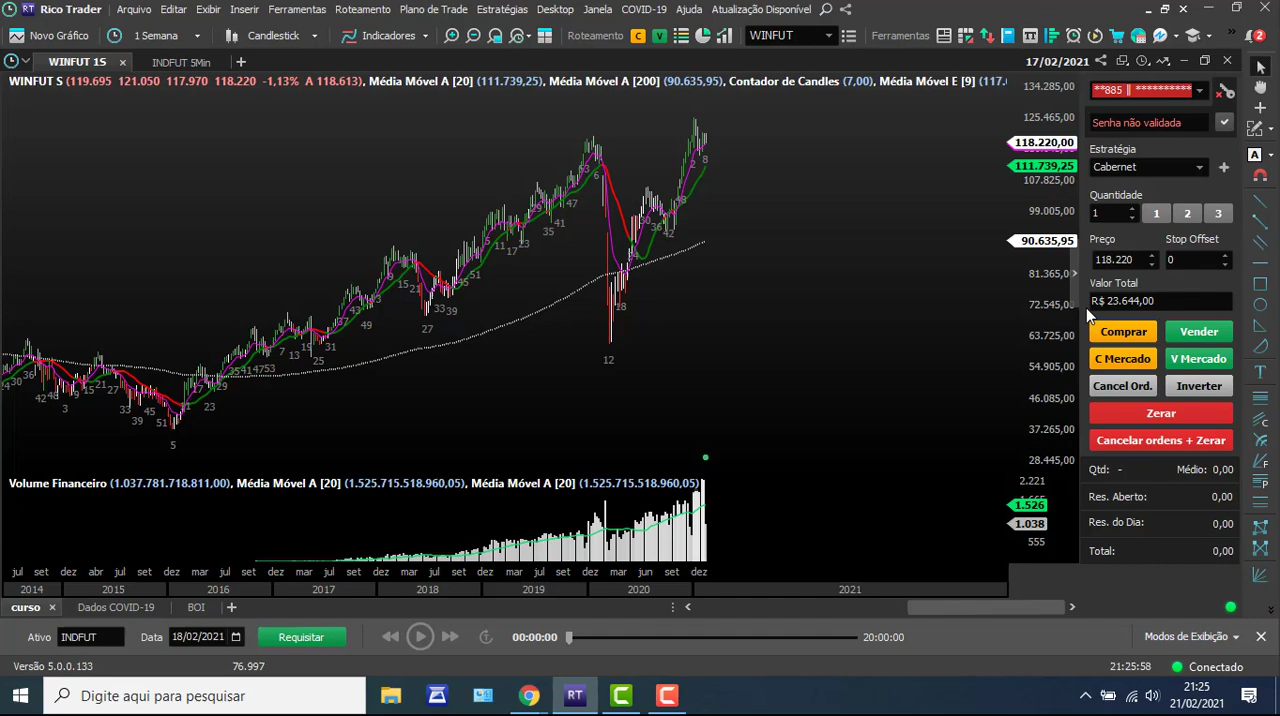 Rico Trader Arquivo Editar Exibir Inserir Ferramentas Roteamento Plano de Trade Estratégias Desktop Janela COVID-19 Ajuda Atualização Disponível
Novo Gráfico 1 Semana Candlestick Indicadores Roteamento C V WINFUT Ferramentas 2
WINFUT 1S INDFUT 5Min 17/02/2021
WINFUT S (119.695 121.050 117.970 118.220 -1,13% A 118.613) Média Móvel A [20] (111.739,25), Média Móvel A [200] (90.635,95) Contador de Candles (7,00), Média Móvel E [9] (117.
134.285,00
125.465,00
118.220,00
111.739,25
107.825,00
99.005,00
90.635,95
81.365,00
72.545,00
63.725,00
54.905,00
46.085,00
37.265,00
28.445,00
**885 || **********
Senha não validada
Estratégia
Cabernet
Quantidade
1 1 2 3
Preço Stop Offset
118.220 0
Valor Total
R$ 23.644,00
Comprar Vender
C Mercado V Mercado
Cancel Ord. Inverter
Zerar
Cancelar ordens + Zerar
Qtd: - Médio: 0,00
Res. Aberto: 0,00
Res. do Dia: 0,00
Total: 0,00
Volume Financeiro (1.037.781.718.811,00), Média Móvel A [20] (1.525.715.518.960,05), Média Móvel A [20] (1.525.715.518.960,05)
2.221
1.526
1.038
555
jul set dez abr jul set dez mar jul set dez mar jul set dez mar jul set dez mar jul set dez mar jun set dez
2014 2015 2016 2017 2018 2019 2020 2021
curso Dados COVID-19 BOI
Ativo INDFUT Data 18/02/2021 Requisitar 00:00:00 20:00:00 Modos de Exibição
Versão 5.0.0.133 76.997 21:25:58 Conectado
Digite aqui para pesquisar RT 21:25
21/02/2021